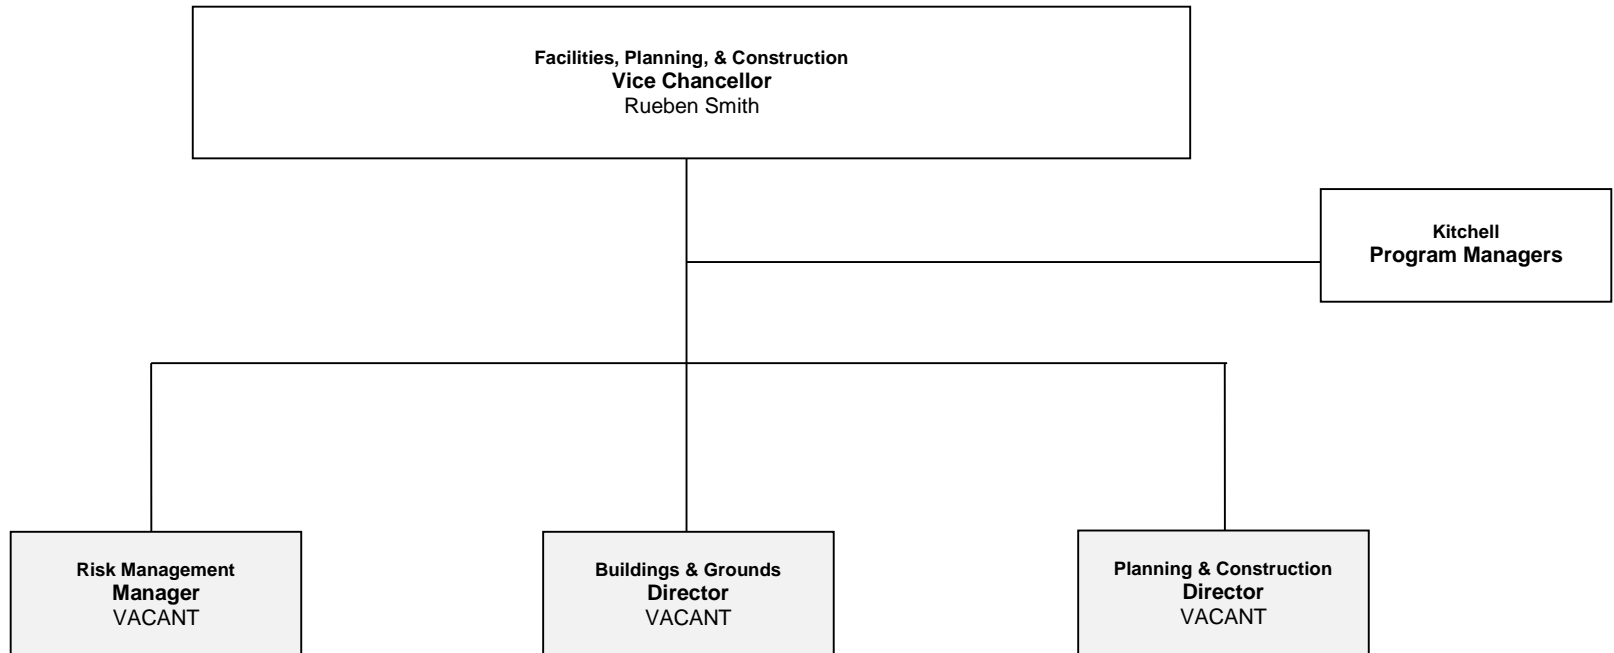 Facilities, Planning, & Construction
Vice Chancellor
Rueben Smith
Kitchell
Program Managers
Risk Management
Manager
VACANT
Buildings & Grounds
Director
VACANT
Planning & Construction
Director
VACANT